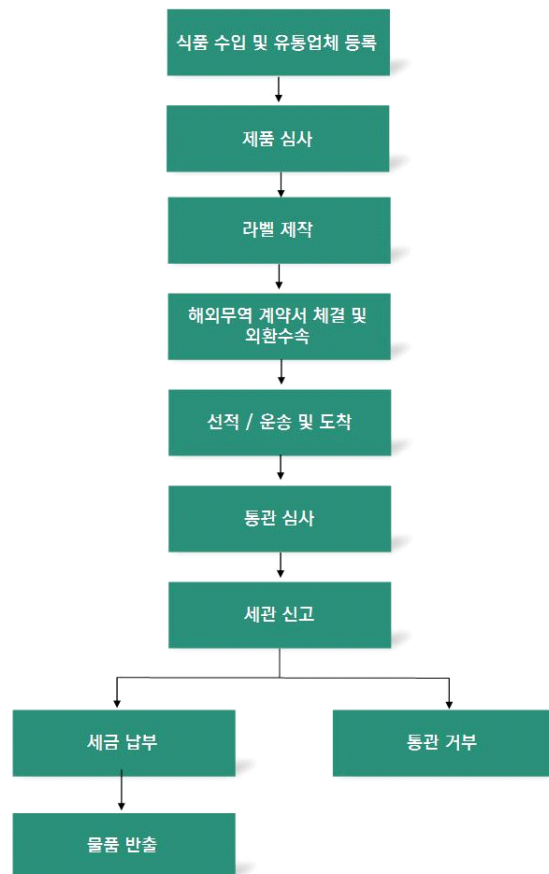 식품 수입 및 유통업체 등록
제품 심사
라벨 제작
해외무역 계약서 체결 및
외환수속
선적 / 운송 및 도착
통관 심사
세관 신고
세금 납부
통관 거부
물품 반출